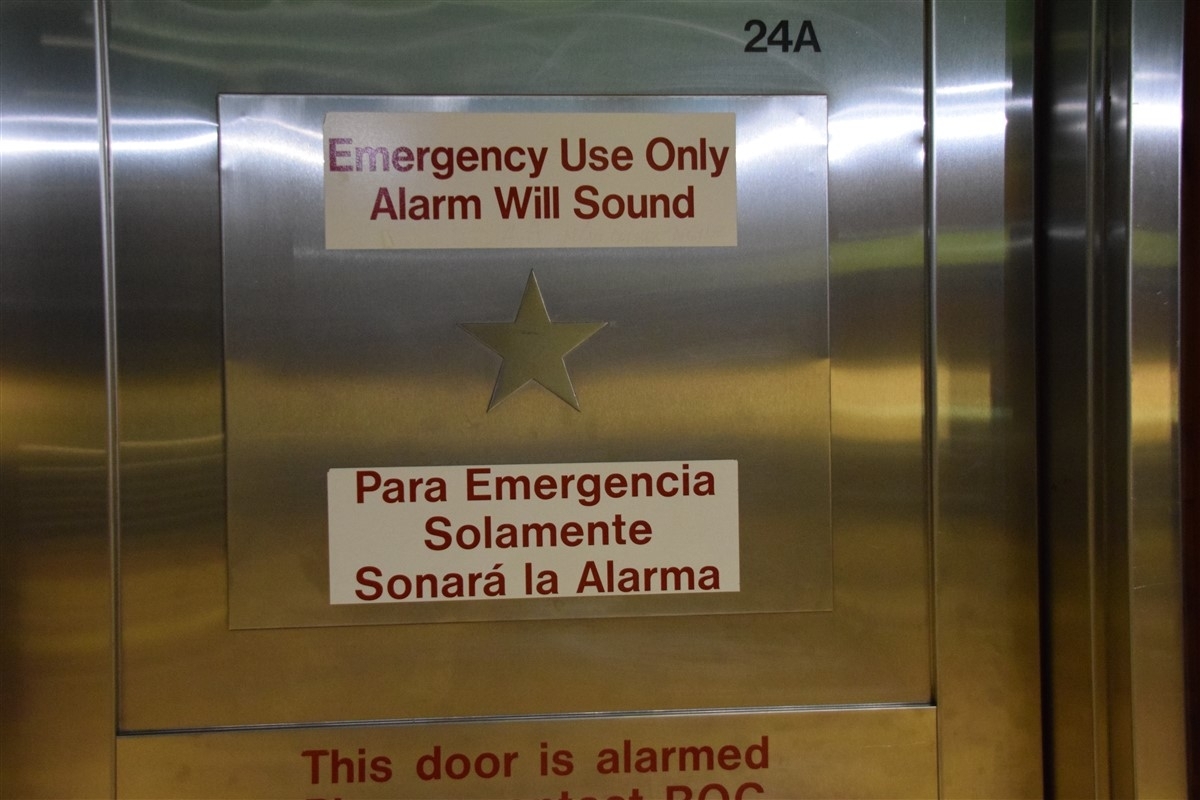 24A
Emergency Use Only
Alarm Will Sound
Para Emergencia
Solamente
Sonará la Alarma
This door is alarmed